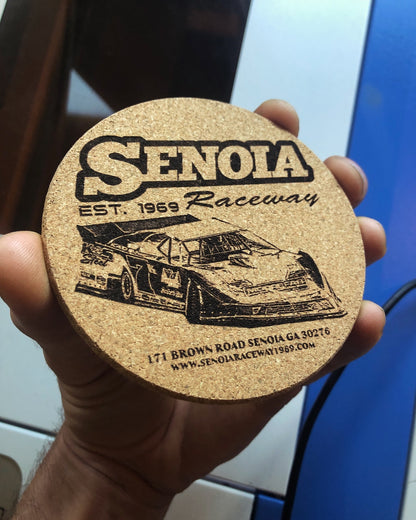 SENOIA
EST. 1969 Raceway
171 BROWN ROAD SENOIA GA 30276
WWW.SENOIARACEWAY1969.COM